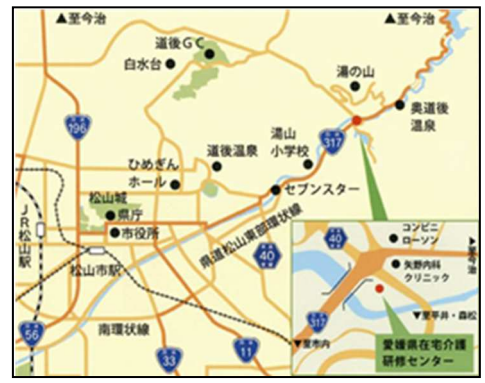 ▲至今治
▲至今治
道後GC
白水台
湯の山
奥道後
温泉
196
317
湯山
小学校
道後温泉
ひめぎん
ホール
セブンスター
松山城
県庁
市役所
JR松山駅
松山市駅
県道松山東部環状線
40
56
南環状線
33
11
40
コンビニ
ローソン
▲至今治
矢野内科
クリニック
317
▼至市内
▼至平井・森松
愛媛県在宅介護
研修センター